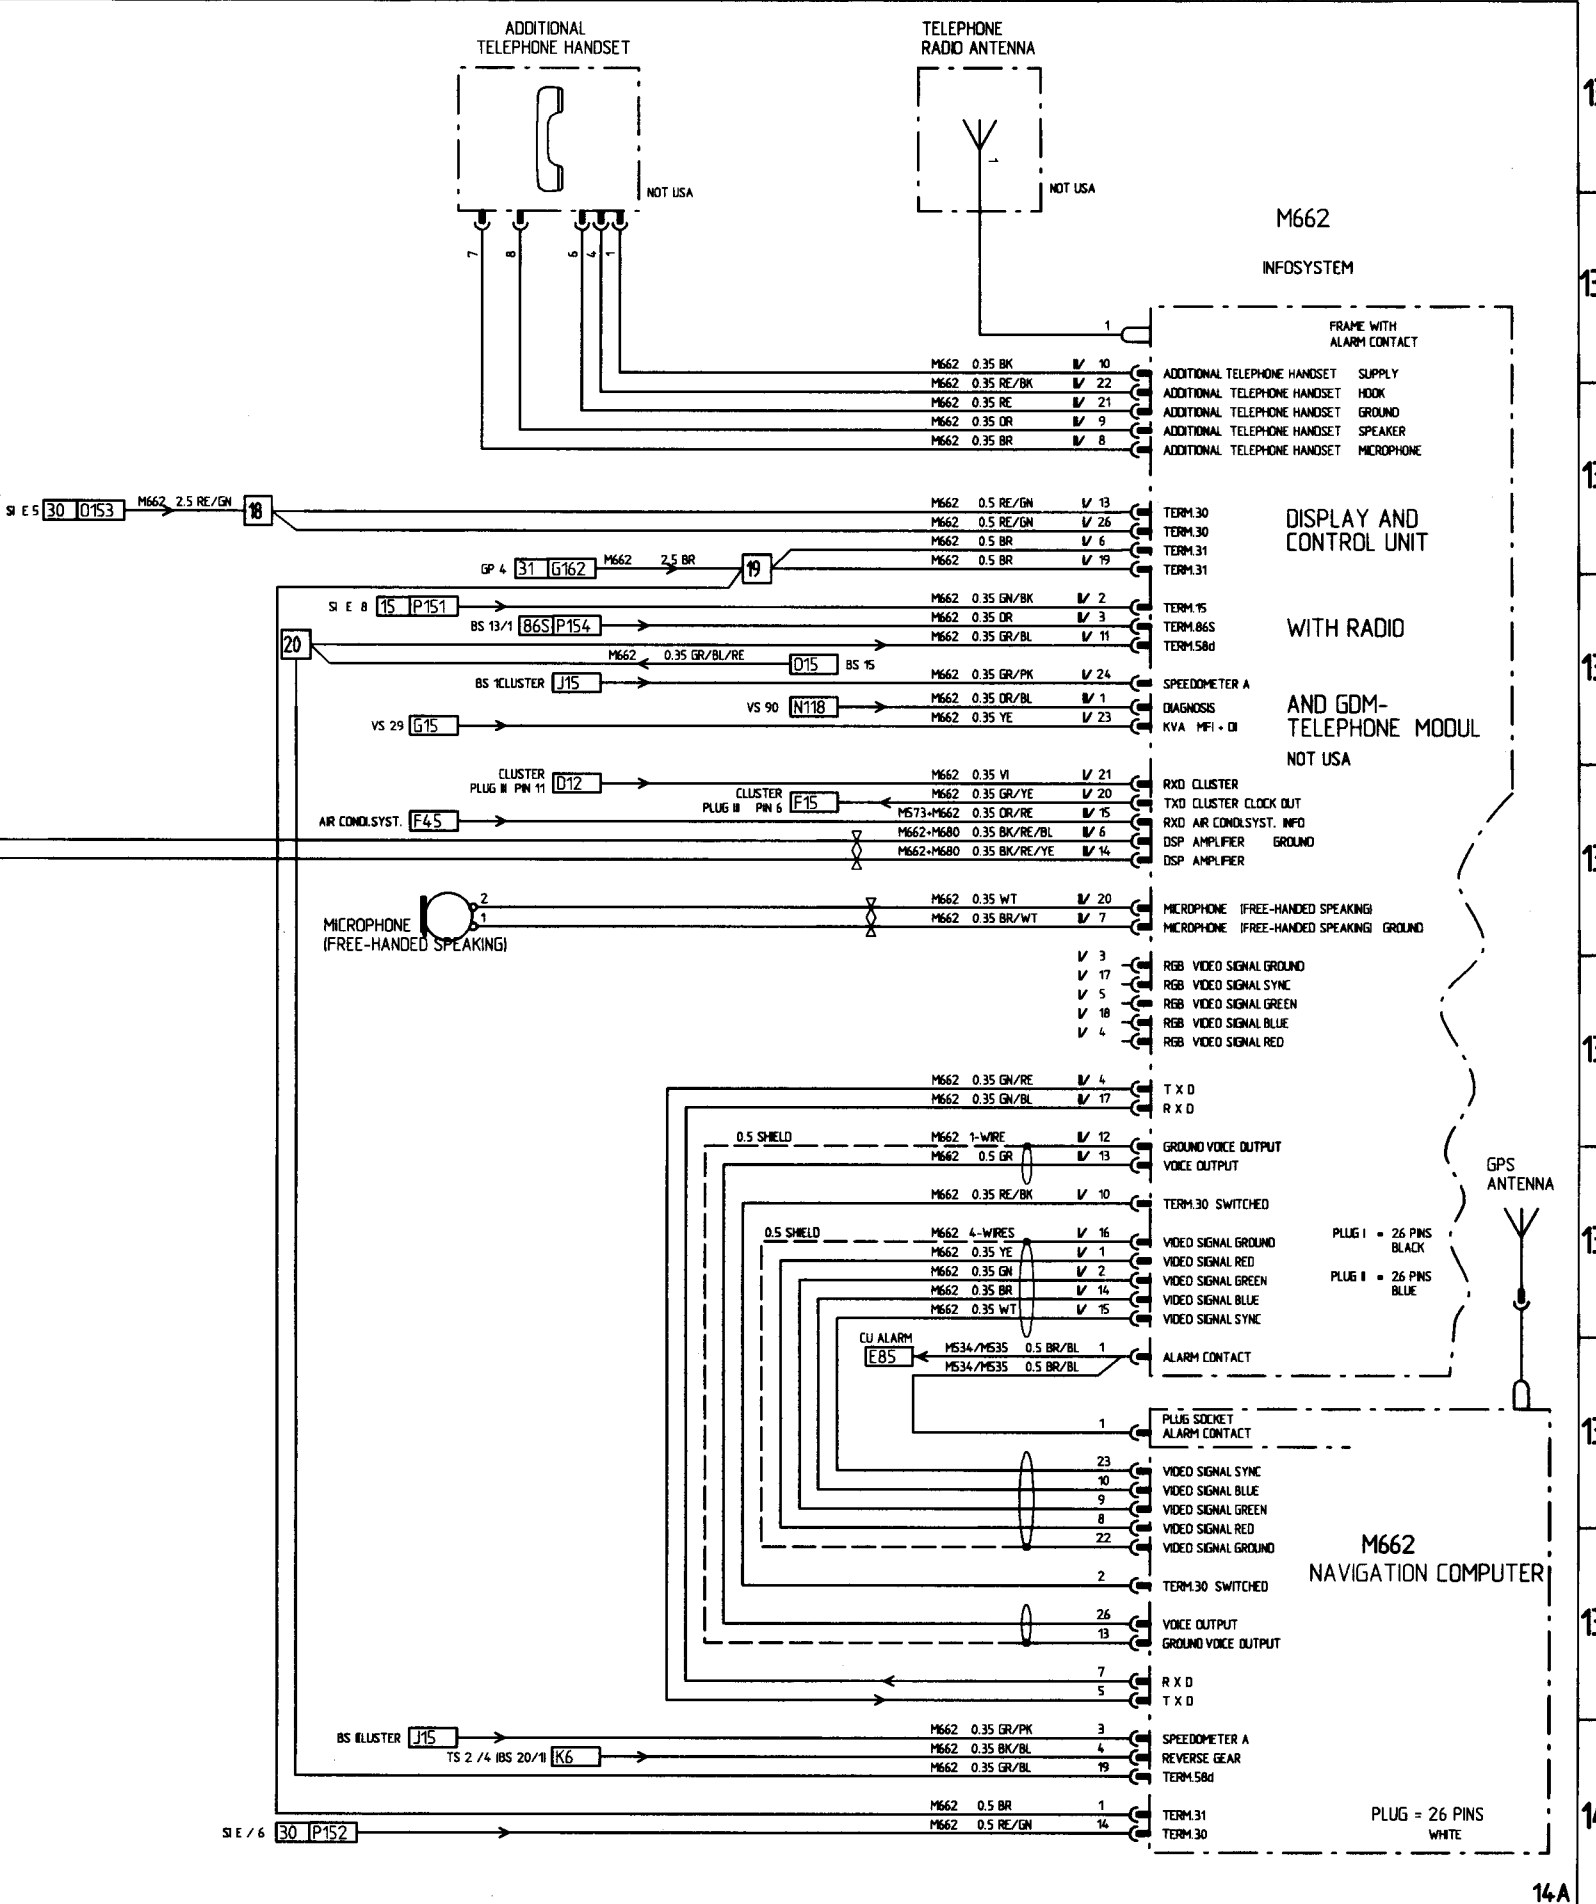 ADDITIONAL
TELEPHONE HANDSET
TELEPHONE
RADIO ANTENNA
NOT USA
NOT USA
1
7
8
6
4
1
M662
INFOSYSTEM
1
FRAME WITH
ALARM CONTACT
M662 0.35 BK 10 ADDITIONAL TELEPHONE HANDSET SUPPLY
M662 0.35 RE/BK 22 ADDITIONAL TELEPHONE HANDSET HOOK
M662 0.35 RE 21 ADDITIONAL TELEPHONE HANDSET GROUND
M662 0.35 OR 9 ADDITIONAL TELEPHONE HANDSET SPEAKER
M662 0.35 BR 8 ADDITIONAL TELEPHONE HANDSET MICROPHONE
SI E 5 30 O153 M662 2.5 RE/GN 18 M662 0.5 RE/GN 13 TERM.30
M662 0.5 RE/GN 26 TERM.30
M662 0.5 BR 6 TERM.31
GP 4 31 G162 M662 2.5 BR 19 M662 0.5 BR 19 TERM.31
DISPLAY AND
CONTROL UNIT
SI E 8 15 P151 M662 0.35 GN/BK 2 TERM.15
BS 13/1 86S P154 M662 0.35 OR 3 TERM.86S
WITH RADIO
20 M662 0.35 GR/BL 11 TERM.58d
M662 0.35 GR/BL/RE O15 BS 15
BS 1CLUSTER J15 M662 0.35 GR/PK 24 SPEEDOMETER A
VS 90 N118 M662 0.35 OR/BL 1 DIAGNOSIS
VS 29 G15 M662 0.35 YE 23 KVA MFI + DI
AND GDM-
TELEPHONE MODUL
NOT USA
CLUSTER
PLUG III PIN 11 D12 M662 0.35 VI 21 RXD CLUSTER
CLUSTER
PLUG III PIN 6 F15 M662 0.35 GR/YE 20 TXD CLUSTER CLOCK OUT
AIR COND.SYST. F45 M573+M662 0.35 OR/RE 15 RXD AIR COND.SYST. INFO
M662+M680 0.35 BK/RE/BL 6 DSP AMPLIFIER GROUND
M662+M680 0.35 BK/RE/YE 14 DSP AMPLIFIER
MICROPHONE
(FREE-HANDED SPEAKING)
2 M662 0.35 WT 20 MICROPHONE (FREE-HANDED SPEAKING)
1 M662 0.35 BR/WT 7 MICROPHONE (FREE-HANDED SPEAKING) GROUND
3 RGB VIDEO SIGNAL GROUND
17 RGB VIDEO SIGNAL SYNC
5 RGB VIDEO SIGNAL GREEN
18 RGB VIDEO SIGNAL BLUE
4 RGB VIDEO SIGNAL RED
M662 0.35 GN/RE 4 TXD
M662 0.35 GN/BL 17 RXD
0.5 SHIELD M662 1-WIRE 12 GROUND VOICE OUTPUT
M662 0.5 GR 13 VOICE OUTPUT
M662 0.35 RE/BK 10 TERM.30 SWITCHED
GPS
ANTENNA
0.5 SHIELD M662 4-WIRES 16 VIDEO SIGNAL GROUND
M662 0.35 YE 1 VIDEO SIGNAL RED
M662 0.35 GN 2 VIDEO SIGNAL GREEN
M662 0.35 BR 14 VIDEO SIGNAL BLUE
M662 0.35 WT 15 VIDEO SIGNAL SYNC
PLUG I = 26 PINS
BLACK
PLUG II = 26 PINS
BLUE
CU ALARM
E85 M534/M535 0.5 BR/BL 1 ALARM CONTACT
M534/M535 0.5 BR/BL
1 PLUG SOCKET
ALARM CONTACT
23 VIDEO SIGNAL SYNC
10 VIDEO SIGNAL BLUE
9 VIDEO SIGNAL GREEN
8 VIDEO SIGNAL RED
22 VIDEO SIGNAL GROUND
M662
NAVIGATION COMPUTER
2 TERM.30 SWITCHED
26 VOICE OUTPUT
13 GROUND VOICE OUTPUT
7 RXD
5 TXD
J15 M662 0.35 GR/PK 3 SPEEDOMETER A
TS 2 /4 (BS 20/1) K6 M662 0.35 BK/BL 4 REVERSE GEAR
M662 0.35 GR/BL 19 TERM.58d
M662 0.5 BR 1 TERM.31
SI E / 6 30 P152 M662 0.5 RE/GN 14 TERM.30
PLUG = 26 PINS
WHITE
14A